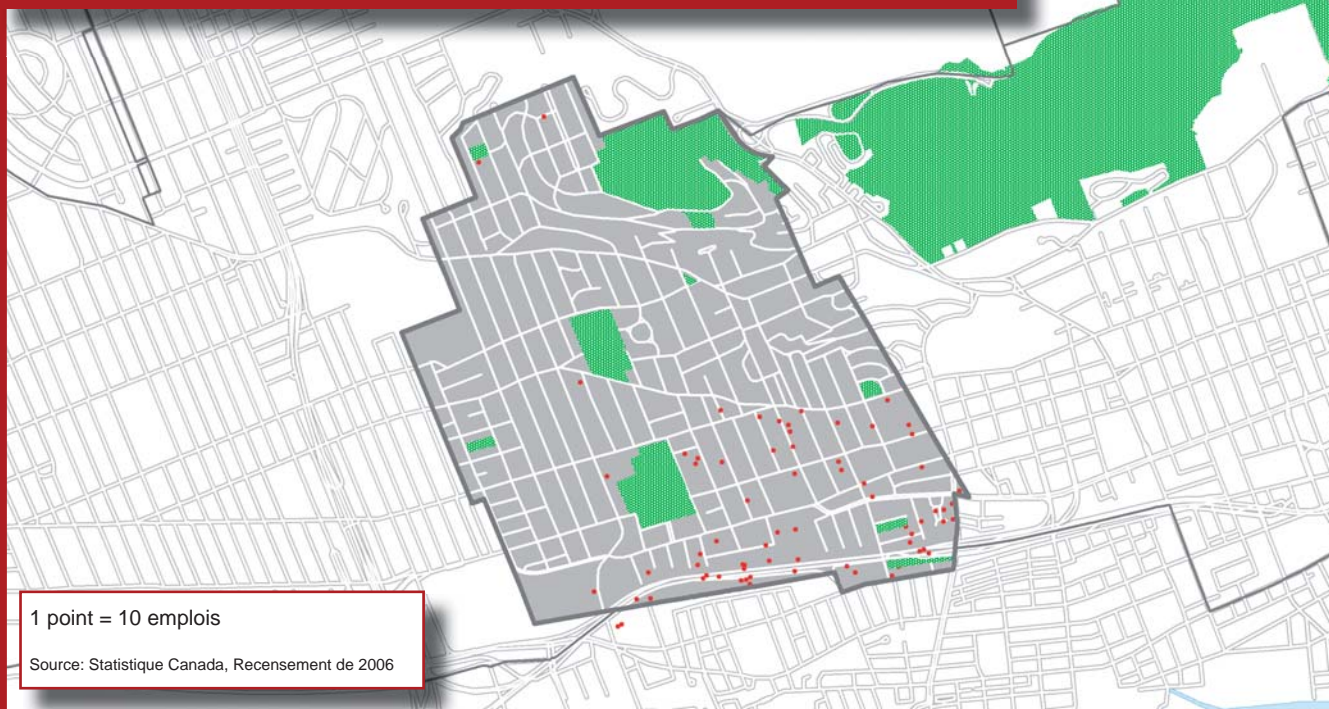 1 point = 10 emplois
Source: Statistique Canada, Recensement de 2006